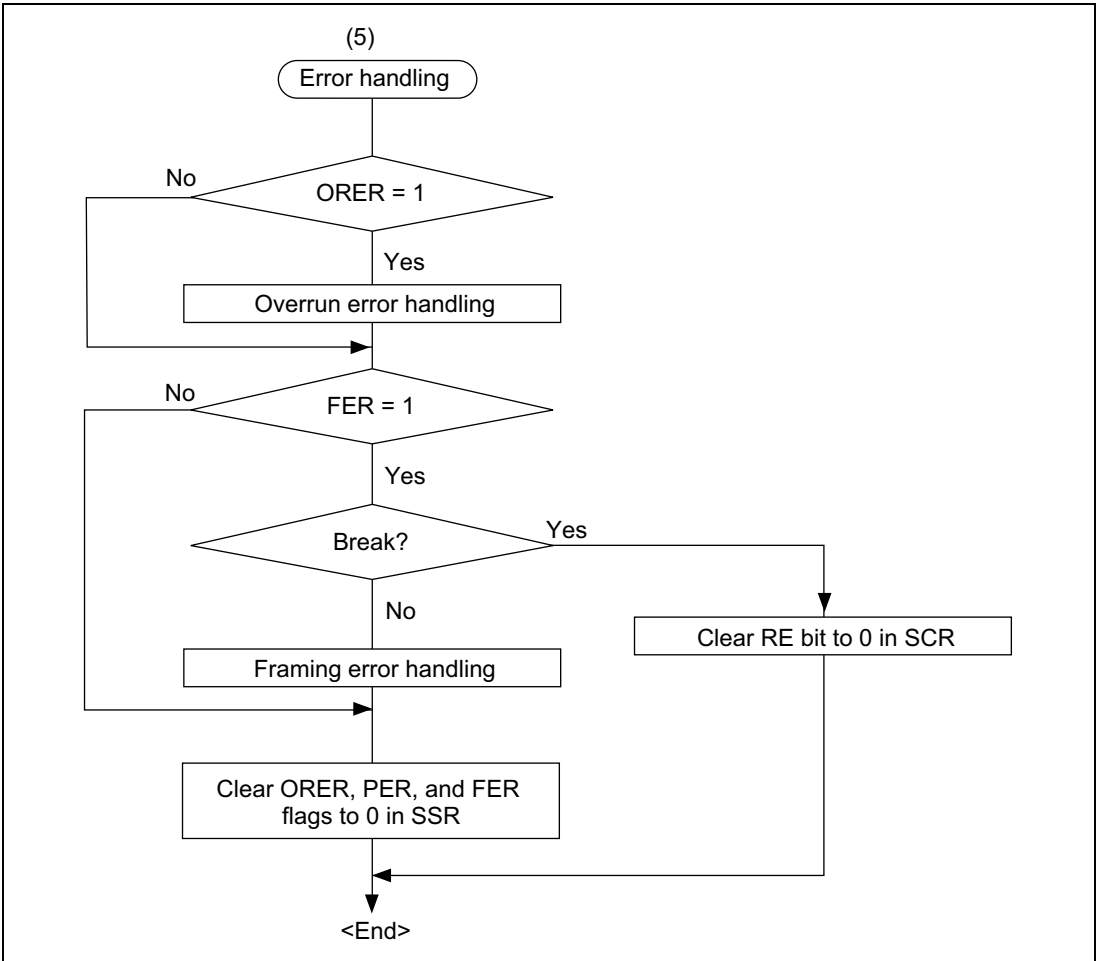 (5)
Error handling
No
ORER = 1
Yes
Overrun error handling
No
FER = 1
Yes
Break?
Yes
No
Clear RE bit to 0 in SCR
Framing error handling
Clear ORER, PER, and FER
flags to 0 in SSR
<End>